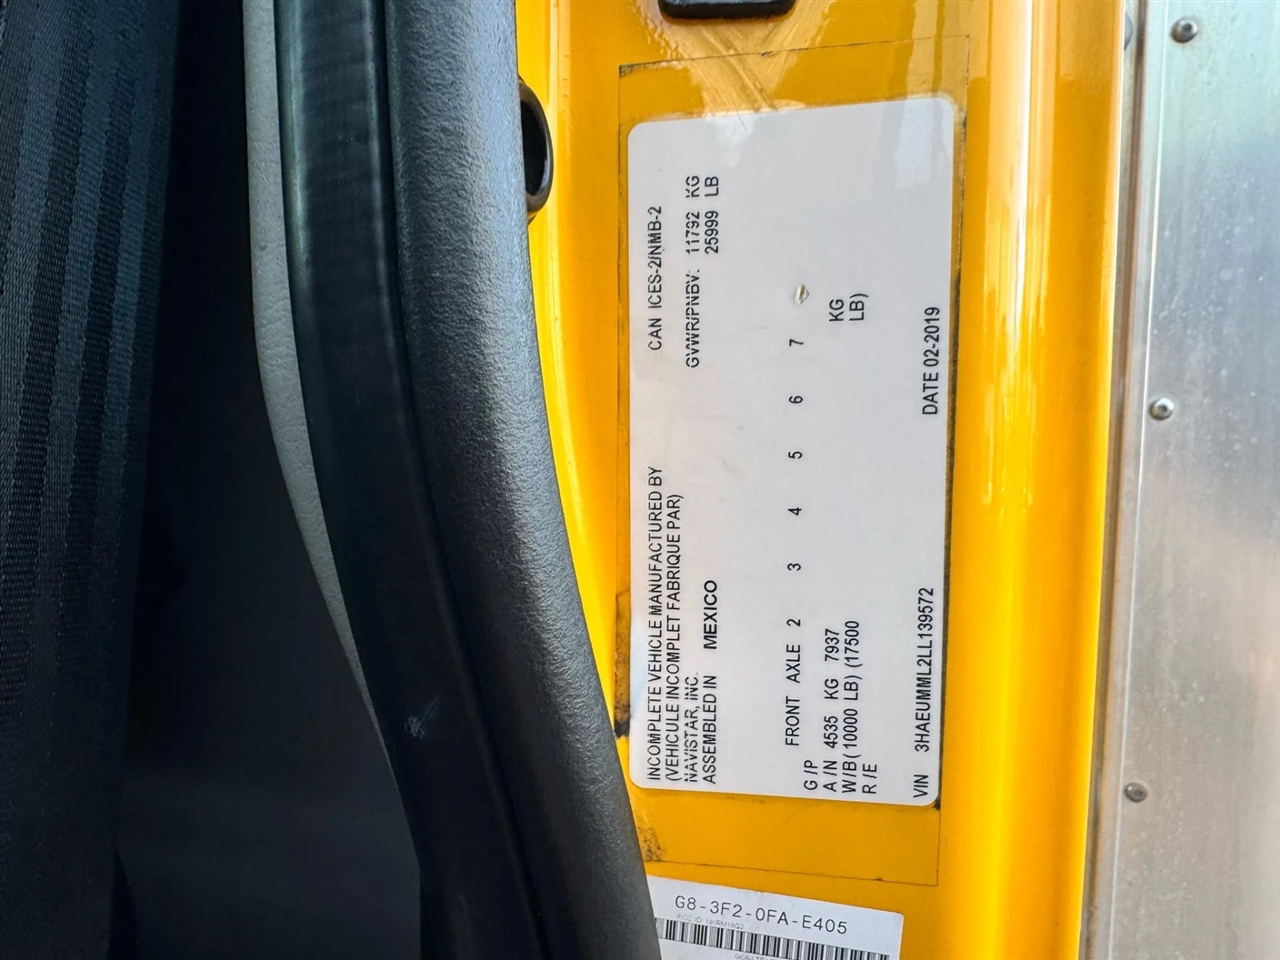 INCOMPLETE VEHICLE MANUFACTURED BY CAN ICES-2/NMB-2
(VEHICULE INCOMPLET FABRIQUE PAR)
NAVISTAR, INC. GVWR/PNBV: 11792 KG
ASSEMBLED IN MEXICO 25999 LB
FRONT AXLE 2 3 4 5 6 7
G /P
A /N 4535 KG 7937 KG
W/B (10000 LB) (17500 LB)
R /E
VIN 3HAEUMML2LL139572 DATE 02-2019
G8-3F2-0FA-E405